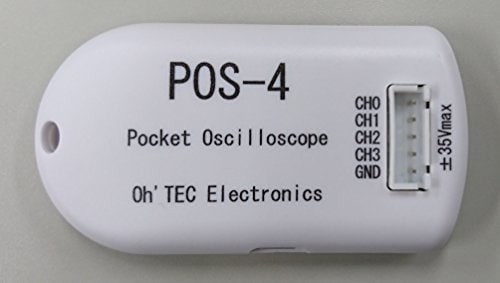 POS-4
Pocket Oscilloscope
Oh'TEC Electronics
CH0
CH1
CH2
CH3
GND
±35Vmax